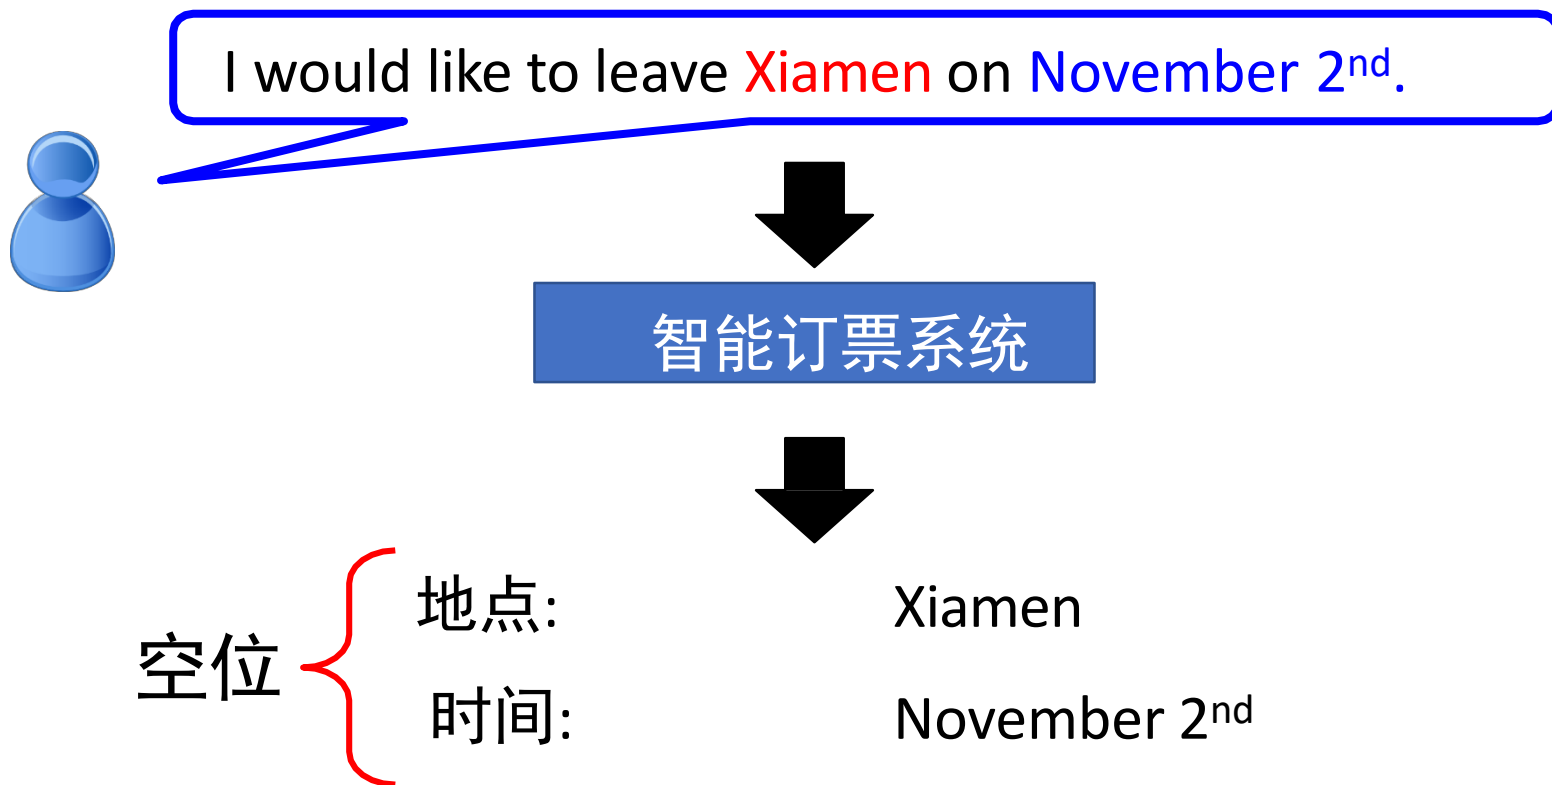 I would like to leave Xiamen on November 2nd.
智能订票系统
地点: Xiamen
空位
时间: November 2nd